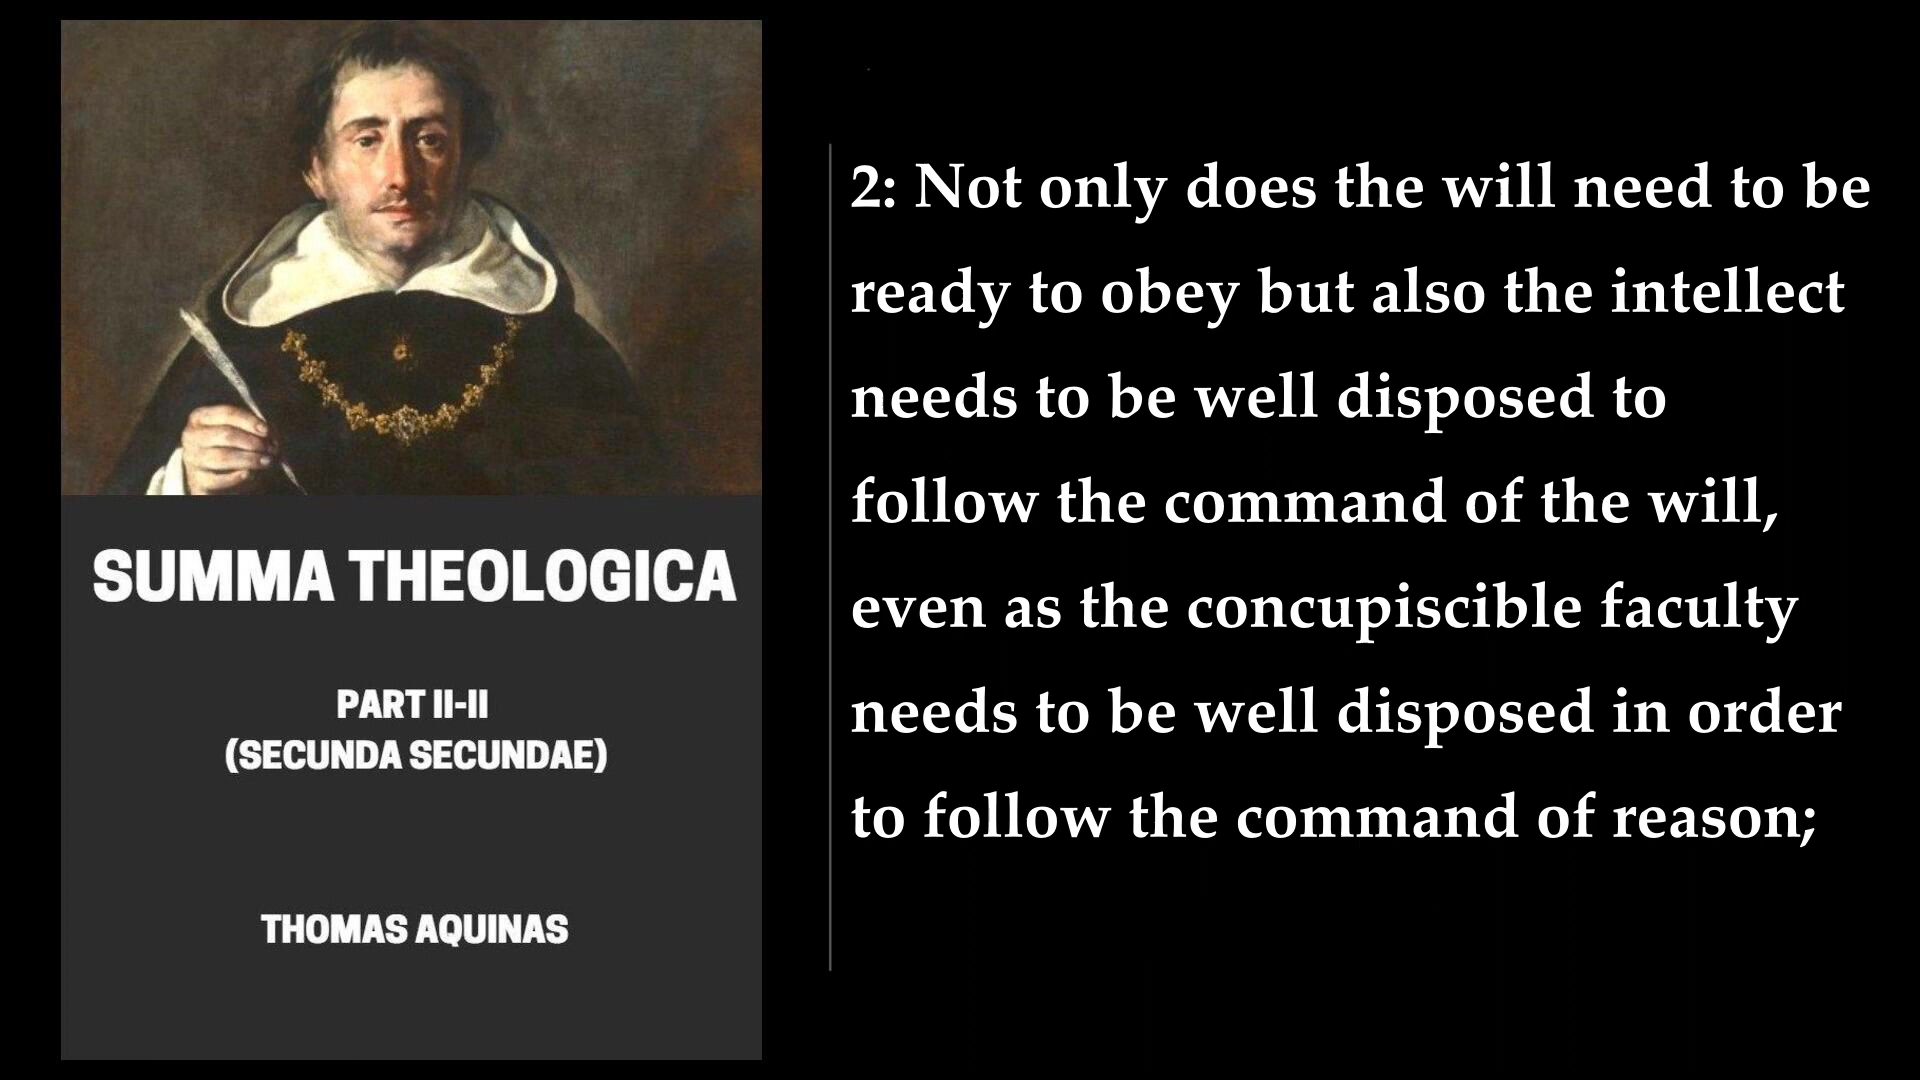 SUMMA THEOLOGICA
PART II-II
(SECUNDA SECUNDAE)
THOMAS AQUINAS
2: Not only does the will need to be
ready to obey but also the intellect
needs to be well disposed to
follow the command of the will,
even as the concupiscible faculty
needs to be well disposed in order
to follow the command of reason;